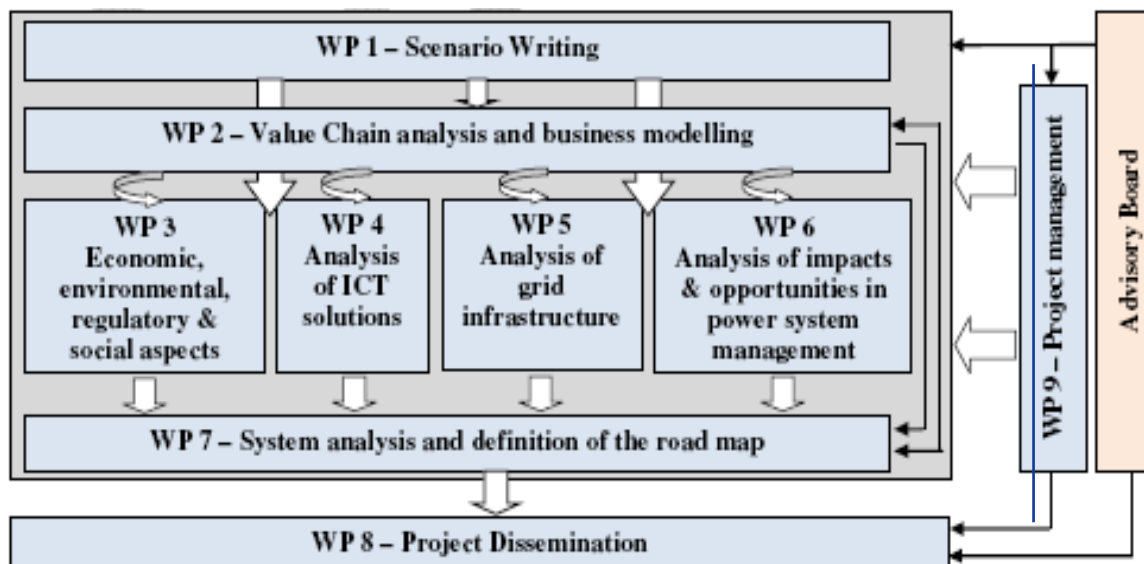 WP 1 – Scenario Writing
WP 2 – Value Chain analysis and business modelling
WP 3
Economic,
environmental,
regulatory &
social aspects
WP 4
Analysis
of ICT
solutions
WP 5
Analysis of
grid
infrastructure
WP 6
Analysis of impacts
& opportunities in
power system
management
WP 7 – System analysis and definition of the road map
WP 8 – Project Dissemination
WP 9 – Project management
Advisory Board